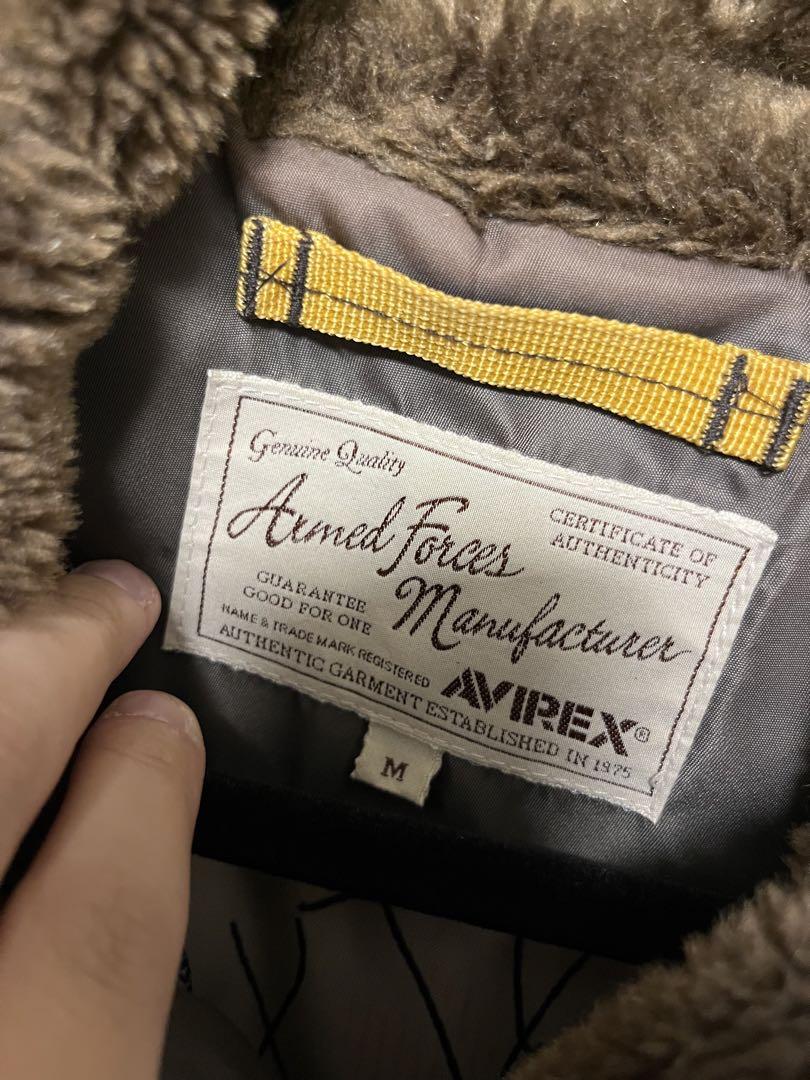 Genuine Quality
Armed Forces
CERTIFICATE OF
AUTHENTICITY
GUARANTEE
GOOD FOR ONE
Manufacturer
NAME & TRADE MARK REGISTERED
AVIREX®
AUTHENTIC GARMENT ESTABLISHED IN 1975
M